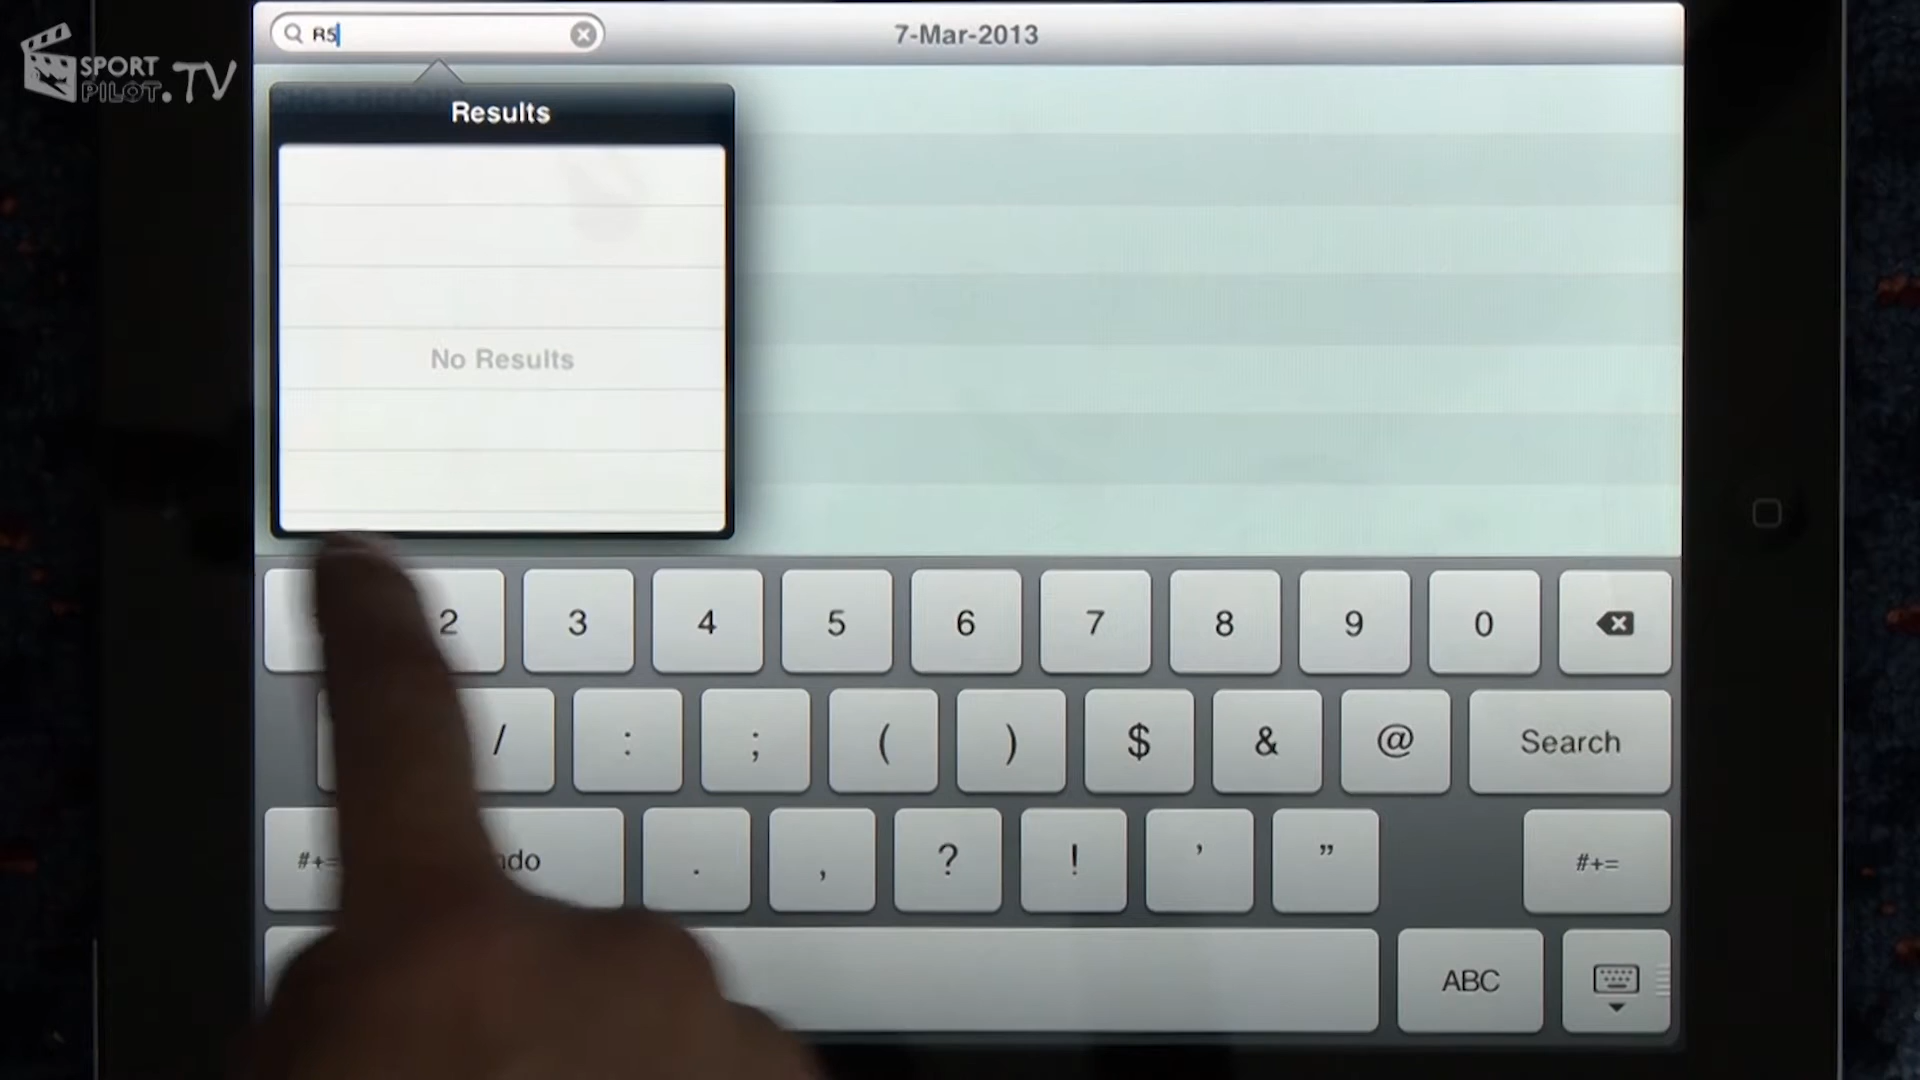 SPORT
PILOT.TV
R5
7-Mar-2013
Results
No Results
2 3 4 5 6 7 8 9 0
/ : ; ( ) $ & @ Search
#+= . , ? ! ’ ” #+=
ABC